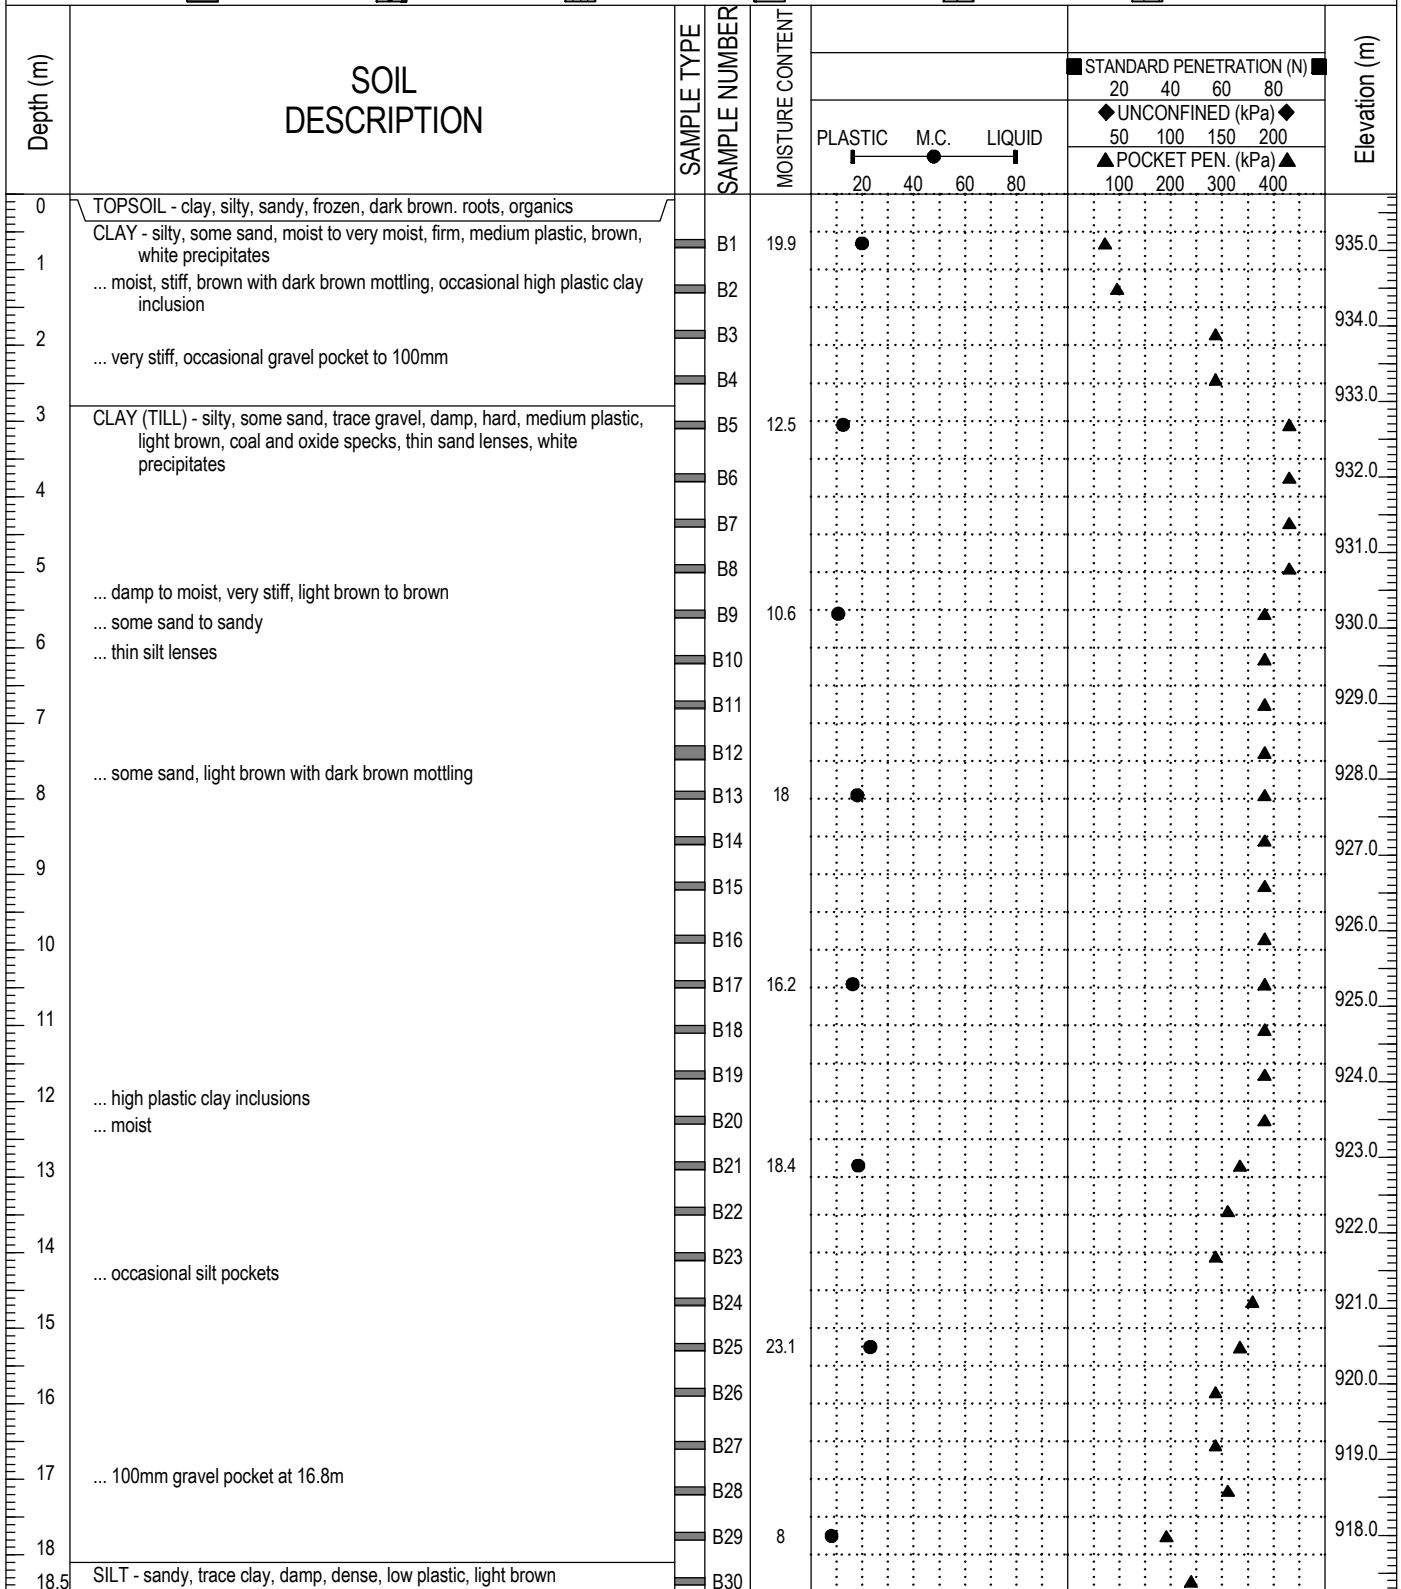 Depth (m)
SOIL
DESCRIPTION
SAMPLE TYPE
SAMPLE NUMBER
MOISTURE CONTENT
PLASTIC M.C. LIQUID
20 40 60 80
STANDARD PENETRATION (N)
20 40 60 80
UNCONFINED (kPa)
50 100 150 200
POCKET PEN. (kPa)
100 200 300 400
Elevation (m)
0 TOPSOIL - clay, silty, sandy, frozen, dark brown. roots, organics
CLAY - silty, some sand, moist to very moist, firm, medium plastic, brown, B1 19.9 935.0
white precipitates
1
... moist, stiff, brown with dark brown mottling, occasional high plastic clay B2
inclusion
934.0
2 B3
... very stiff, occasional gravel pocket to 100mm
B4
933.0
3 CLAY (TILL) - silty, some sand, trace gravel, damp, hard, medium plastic, B5 12.5
light brown, coal and oxide specks, thin sand lenses, white
precipitates
B6 932.0
4
B7
931.0
5 B8
... damp to moist, very stiff, light brown to brown
B9 10.6
... some sand to sandy 930.0
6
... thin silt lenses B10
929.0
B11
7
B12
... some sand, light brown with dark brown mottling 928.0
8 B13 18
B14 927.0
9
B15
926.0
10 B16
B17 16.2
925.0
11
B18
B19 924.0
12
... high plastic clay inclusions
... moist B20
923.0
13 B21 18.4
B22
922.0
14
B23
... occasional silt pockets
B24 921.0
15
B25 23.1
920.0
16 B26
B27 919.0
17 ... 100mm gravel pocket at 16.8m
B28
B29 8 918.0
18
18.5 SILT - sandy, trace clay, damp, dense, low plastic, light brown B30